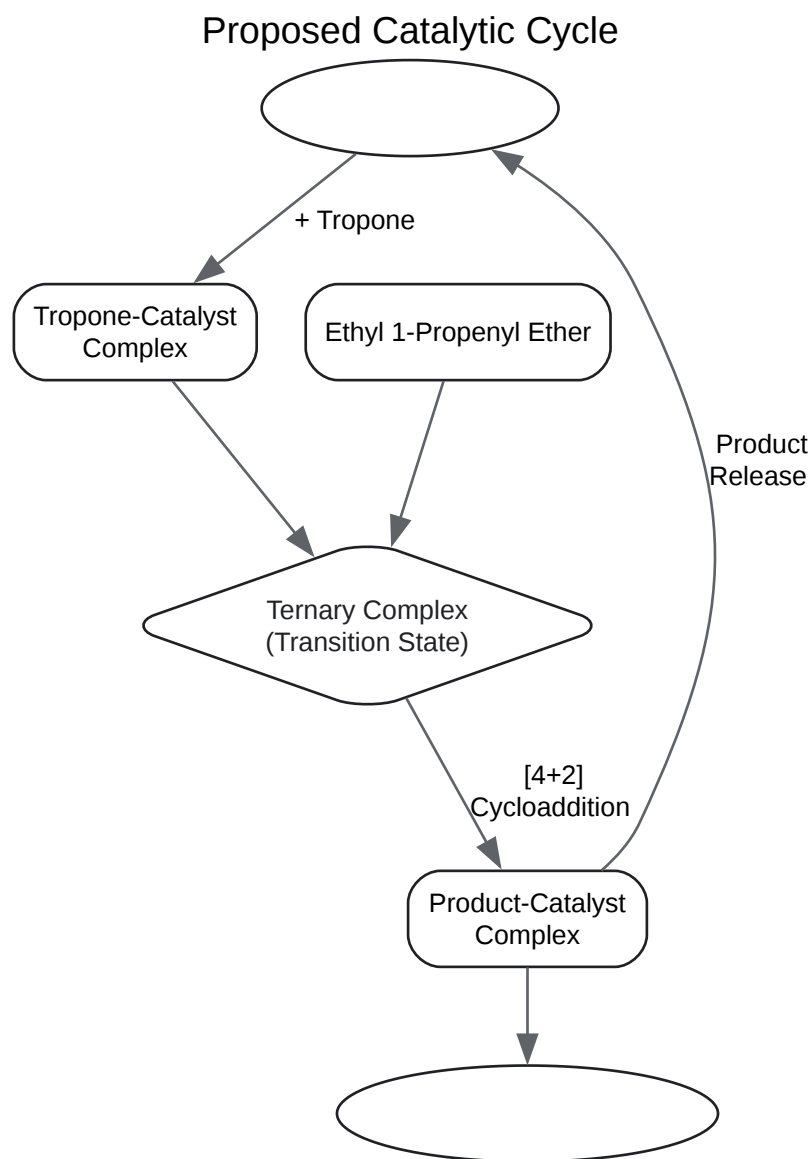 Proposed Catalytic Cycle
+ Tropone
Tropone-Catalyst
Complex
Ethyl 1-Propenyl Ether
Product
Release
Ternary Complex
(Transition State)
[4+2]
Cycloaddition
Product-Catalyst
Complex